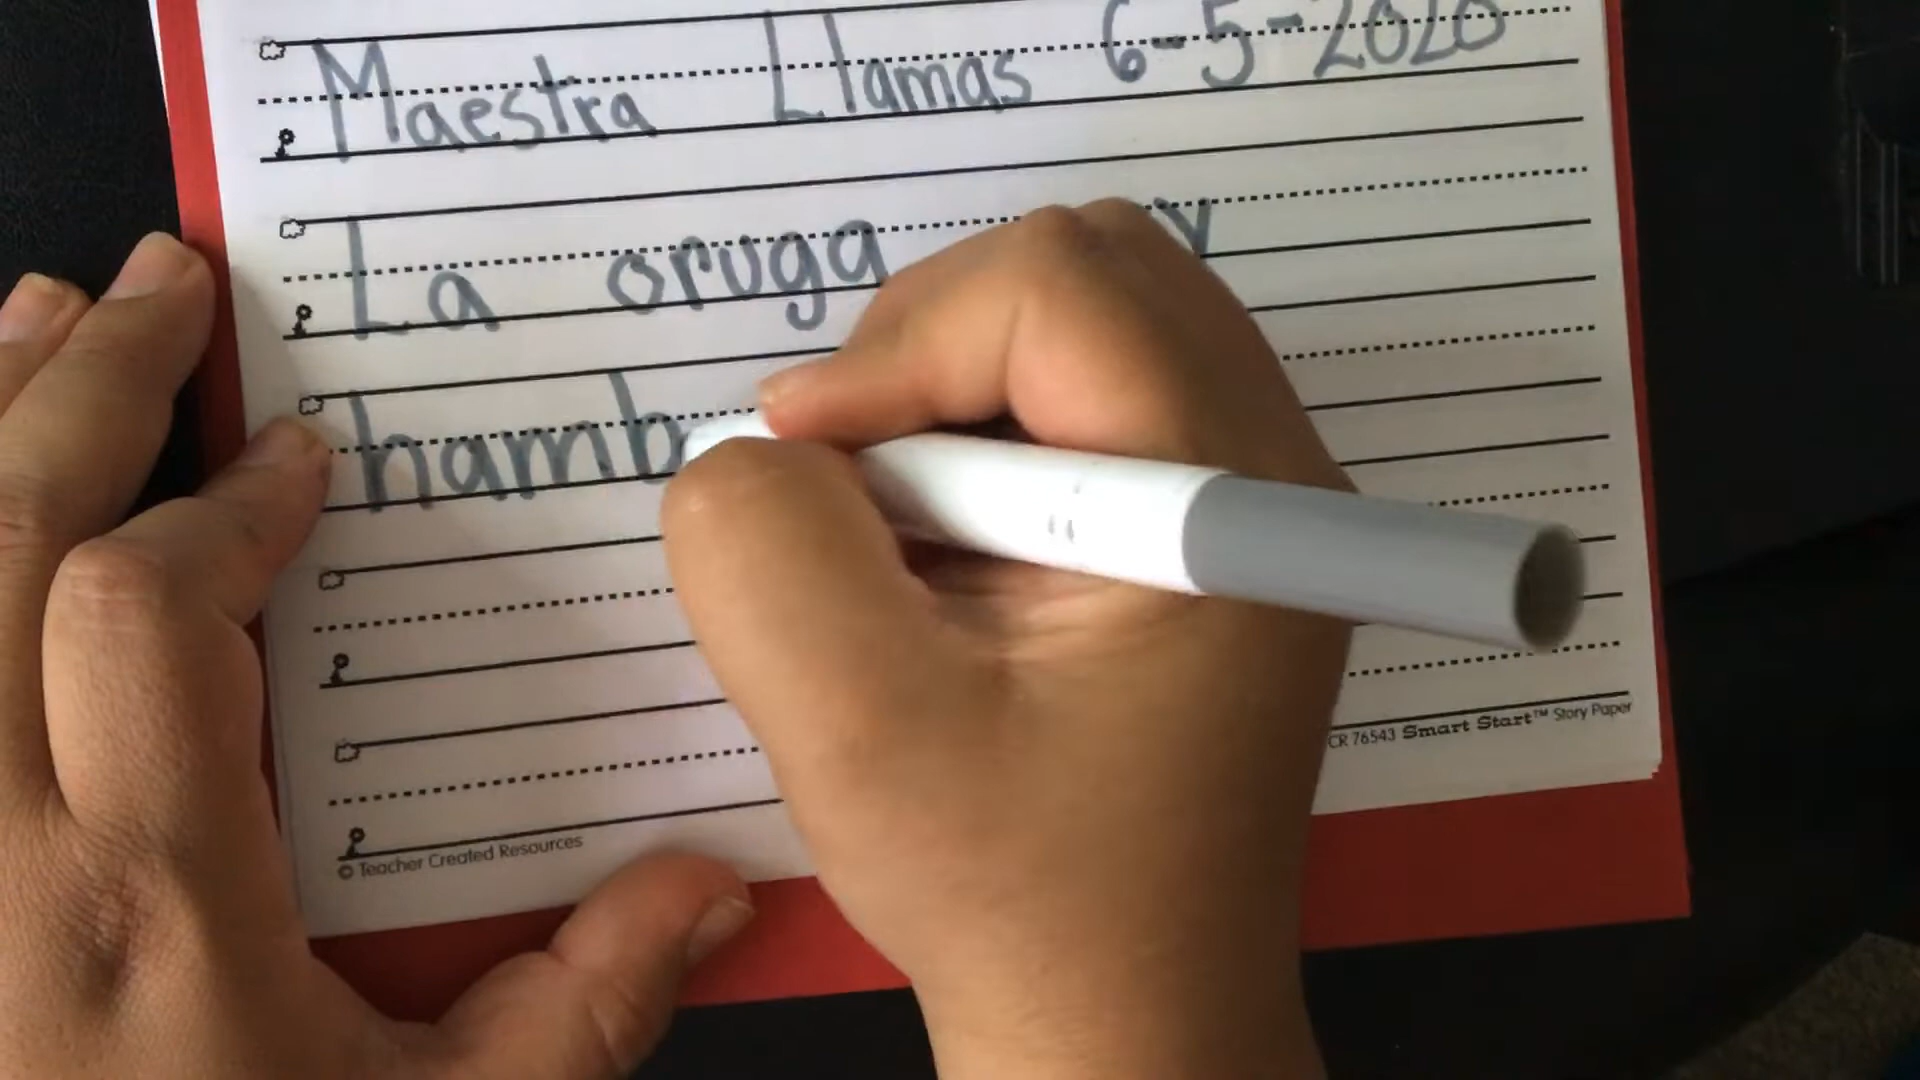 Maestra Llamas 6-5-2020
La oruga
hamb
CR 76543 Smart Start™ Story Paper
© Teacher Created Resources